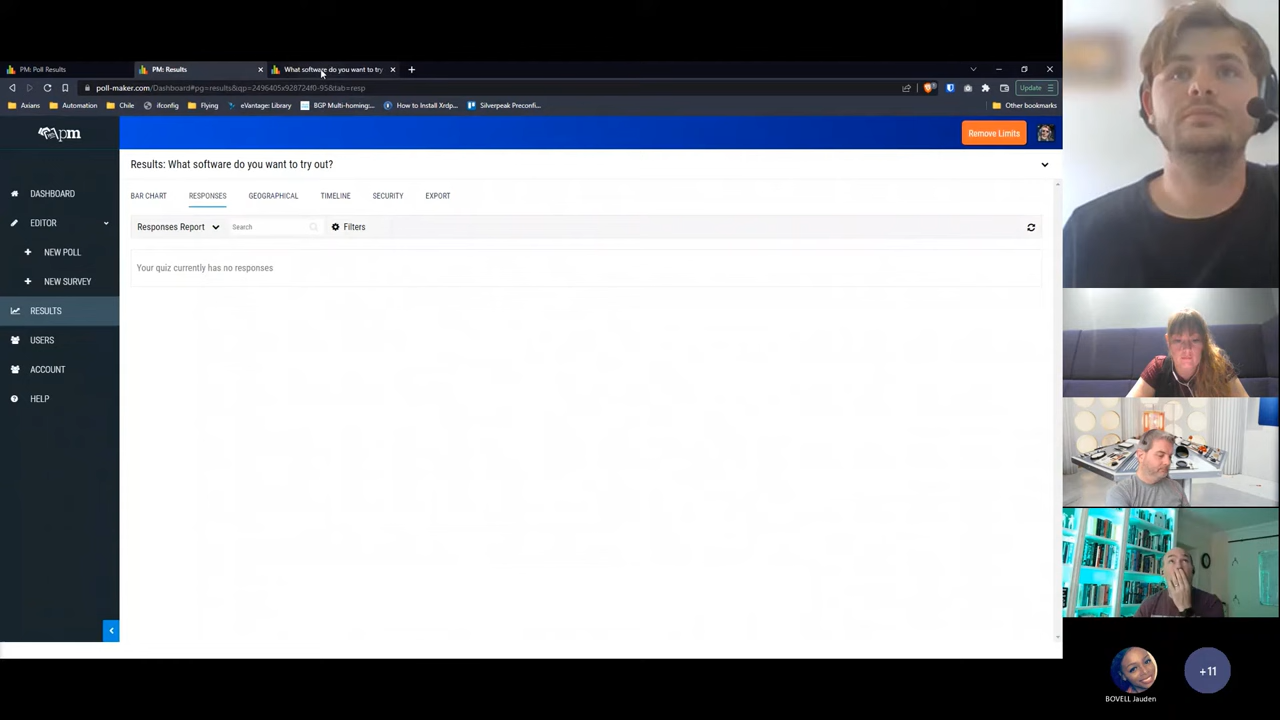 PM: Poll Results
PM: Results
What software do you want to try
poll-maker.com/Dashboard#pg=results&qp=2496405x928724f0-95&tab=resp
Update
Axians
Automation
Chile
ifconfig
Flying
eVantage: Library
BGP Multi-homing:...
How to Install Xrdp...
Silverpeak Preconfi...
Other bookmarks
pm
Remove Limits
Results: What software do you want to try out?
DASHBOARD
EDITOR
NEW POLL
NEW SURVEY
RESULTS
USERS
ACCOUNT
HELP
BAR CHART
RESPONSES
GEOGRAPHICAL
TIMELINE
SECURITY
EXPORT
Responses Report
Search
Filters
Your quiz currently has no responses
BOVELL Jauden
+11